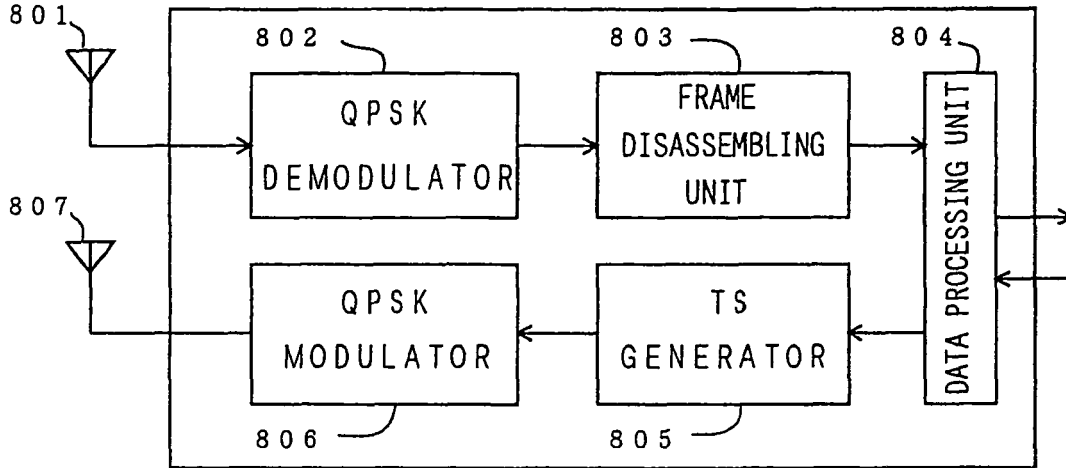 801
802
803
804
QPSK
DEMODULATOR
FRAME
DISASSEMBLING
UNIT
DATA PROCESSING UNIT
807
QPSK
MODULATOR
TS
GENERATOR
806
805